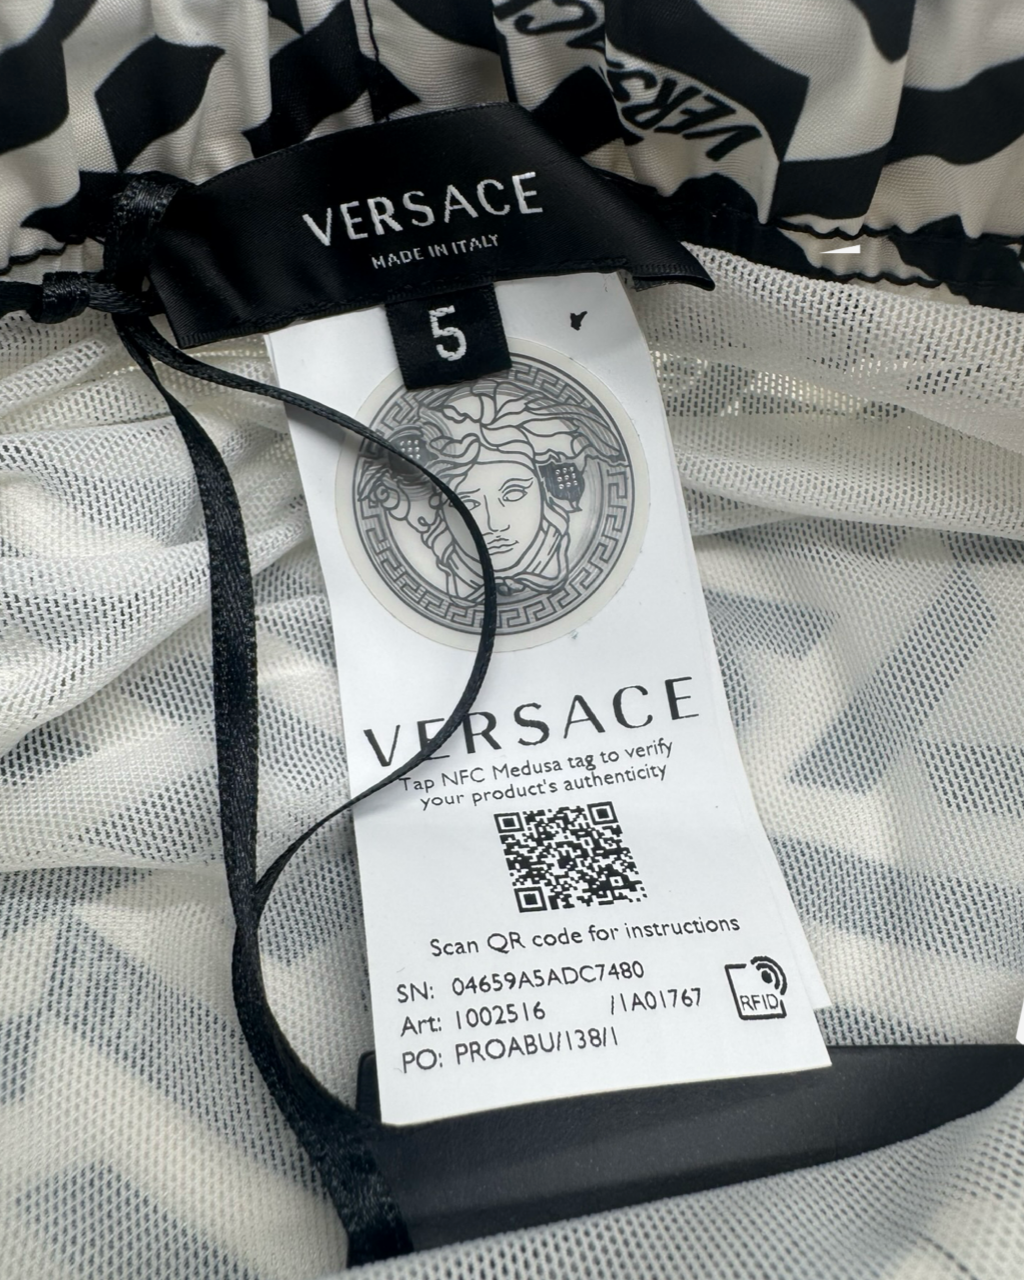 VERSACE
VERSACE
MADE IN ITALY
5
VERSACE
Tap NFC Medusa tag to verify
your product's authenticity
Scan QR code for instructions
SN: 04659A5ADC7480
Art: 1002516 /1A01767
PO: PROABU/138/1
RFID